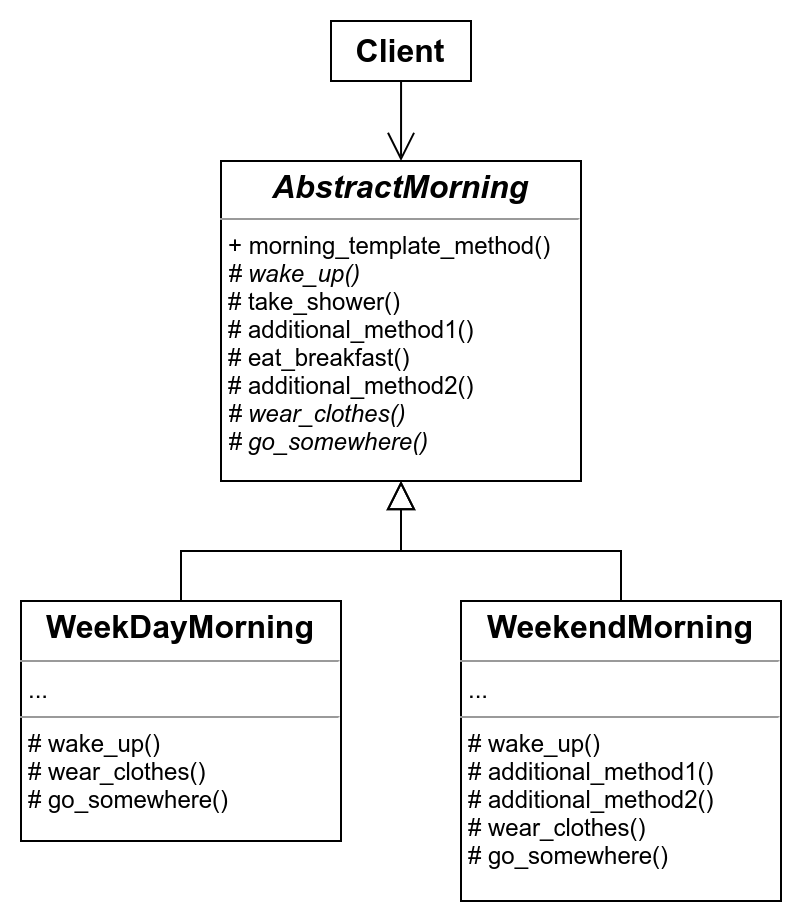 Client
AbstractMorning
+ morning_template_method()
# wake_up()
# take_shower()
# additional_method1()
# eat_breakfast()
# additional_method2()
# wear_clothes()
# go_somewhere()
WeekDayMorning
...
# wake_up()
# wear_clothes()
# go_somewhere()
WeekendMorning
...
# wake_up()
# additional_method1()
# additional_method2()
# wear_clothes()
# go_somewhere()